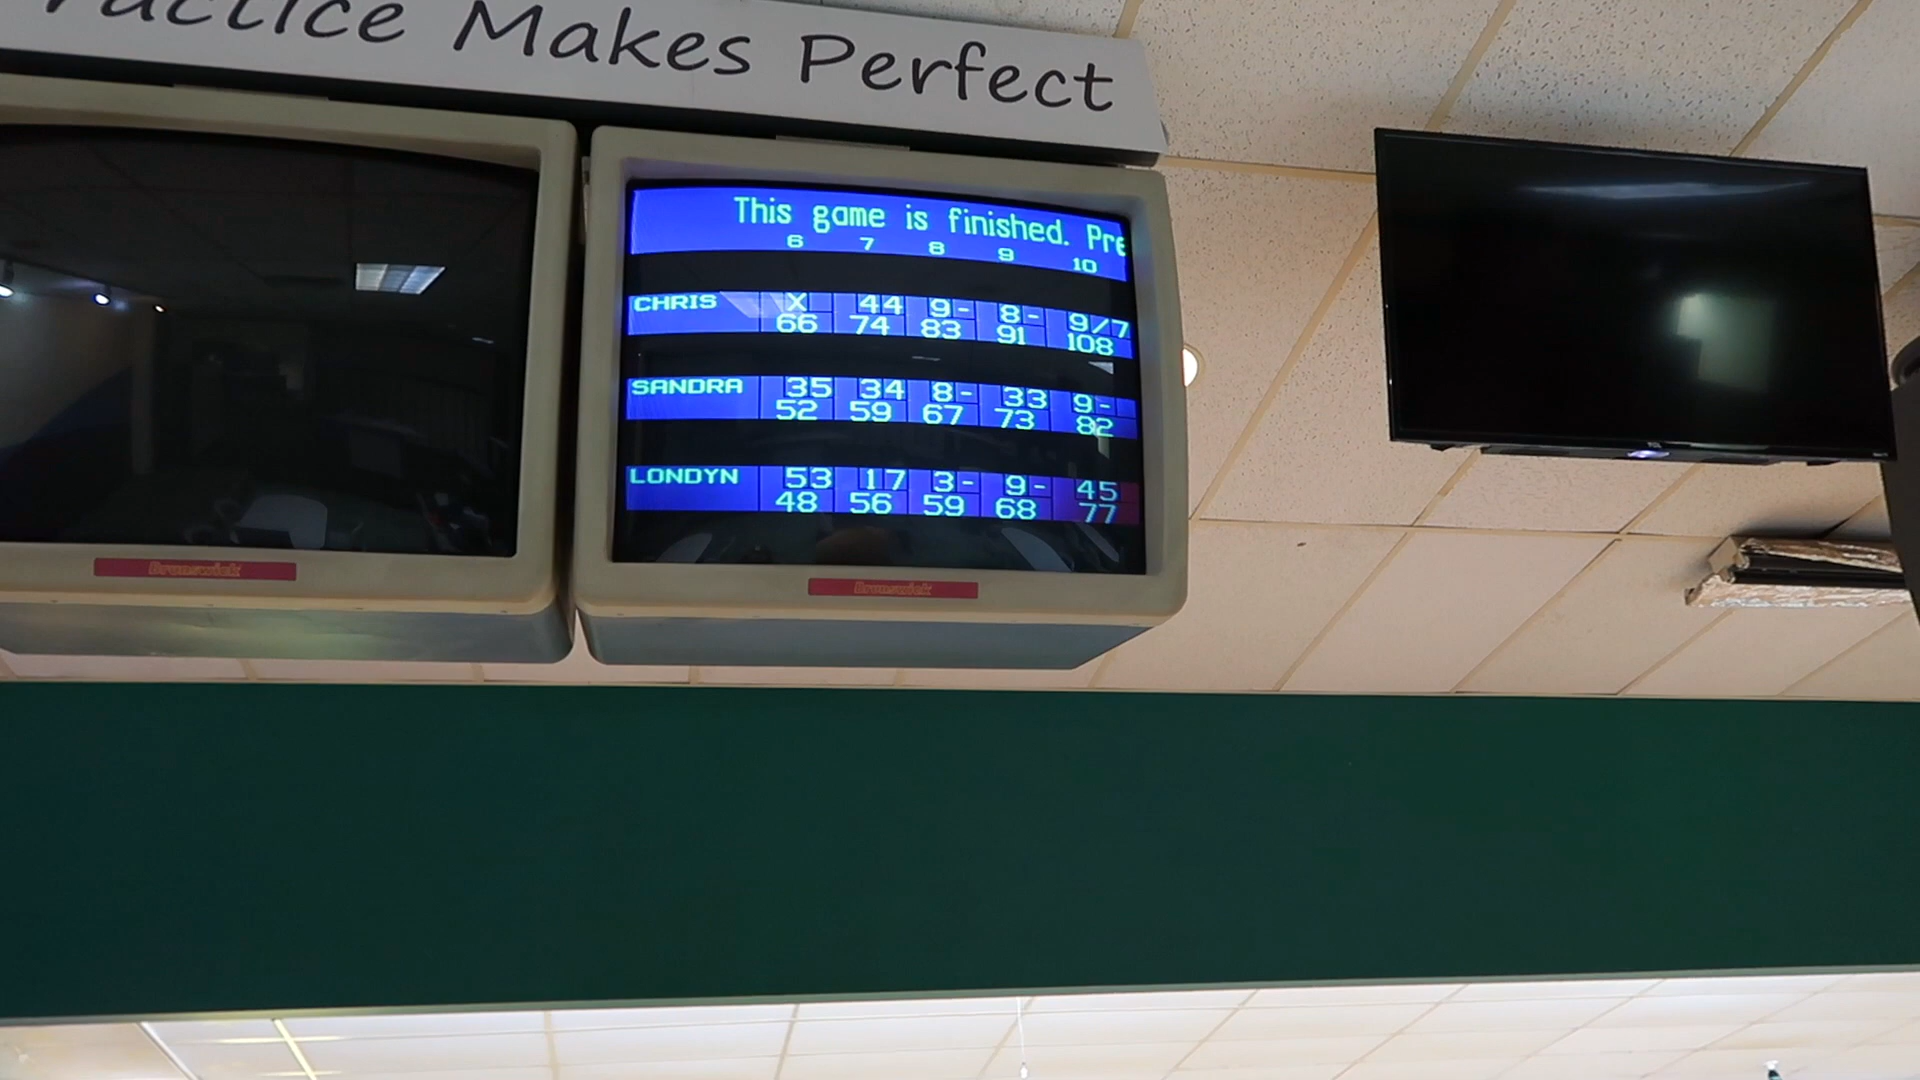 ractice Makes Perfect
This game is finished. Pre
6 7 8 9 10
CHRIS X 44 9- 8- 9/7
66 74 83 91 108
SANDRA 35 34 8- 33 9-
52 59 67 73 82
LONDYN 53 17 3- 9- 45
48 56 59 68 77
Brunswick
Brunswick